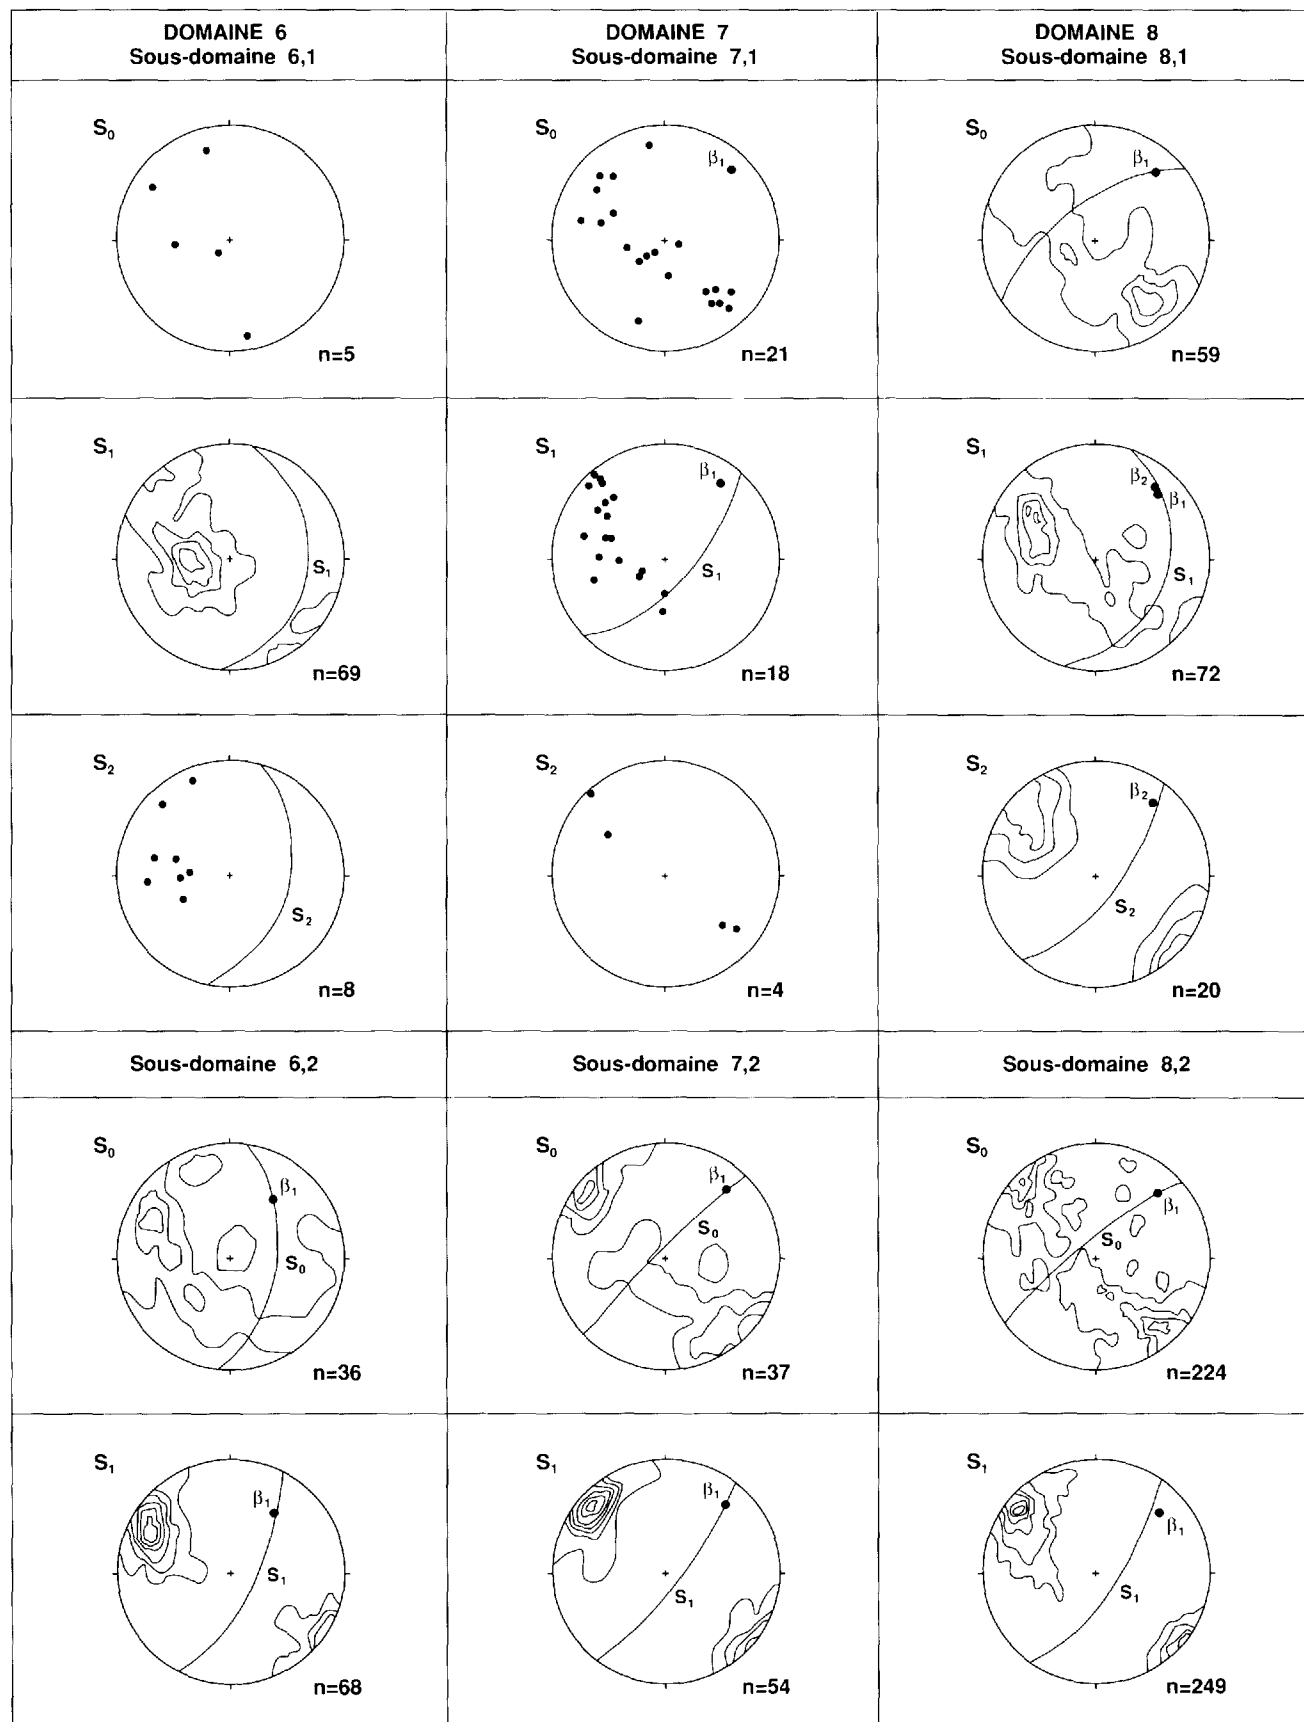 DOMAINE 6
Sous-domaine 6,1
DOMAINE 7
Sous-domaine 7,1
DOMAINE 8
Sous-domaine 8,1
S₀
n=5
S₀
β₁
n=21
S₀
β₁
n=59
S₁
S₁
n=69
S₁
β₁
S₁
n=18
S₁
β₂
β₁
S₁
n=72
S₂
S₂
n=8
S₂
n=4
S₂
β₂
S₂
n=20
Sous-domaine 6,2
Sous-domaine 7,2
Sous-domaine 8,2
S₀
β₁
S₀
n=36
S₀
β₁
S₀
n=37
S₀
β₁
S₀
n=224
S₁
β₁
S₁
n=68
S₁
β₁
S₁
n=54
S₁
β₁
S₁
n=249